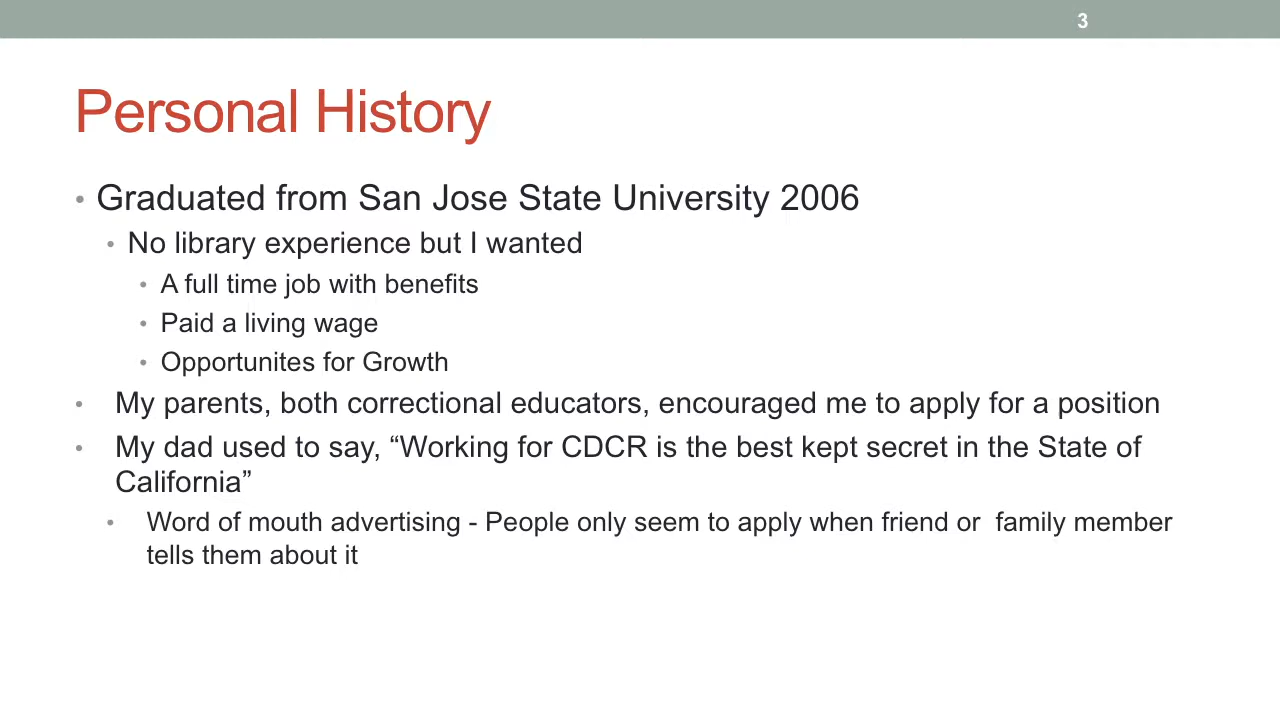 3
Personal History
• Graduated from San Jose State University 2006
• No library experience but I wanted
• A full time job with benefits
• Paid a living wage
• Opportunites for Growth
• My parents, both correctional educators, encouraged me to apply for a position
• My dad used to say, “Working for CDCR is the best kept secret in the State of
California”
• Word of mouth advertising - People only seem to apply when friend or  family member
tells them about it